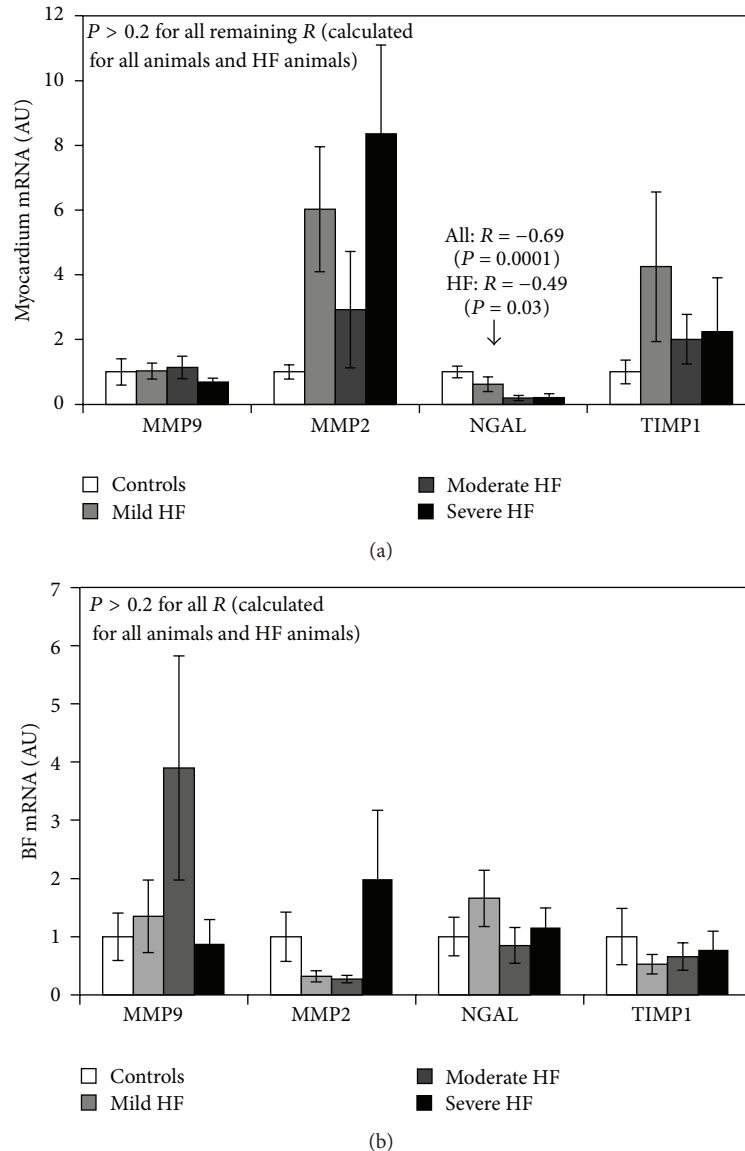 P > 0.2 for all remaining R (calculated
for all animals and HF animals)
12
10
8
6
4
2
0
Myocardium mRNA (AU)
All: R = −0.69
(P = 0.0001)
HF: R = −0.49
(P = 0.03)
MMP9 MMP2 NGAL TIMP1
Controls Moderate HF
Mild HF Severe HF
(a)
P > 0.2 for all R (calculated
for all animals and HF animals)
7
6
5
4
3
2
1
0
BF mRNA (AU)
MMP9 MMP2 NGAL TIMP1
Controls Moderate HF
Mild HF Severe HF
(b)